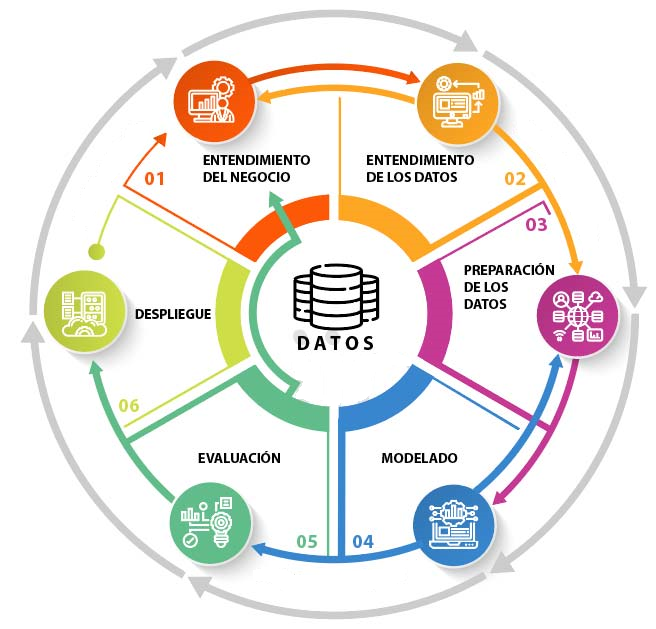 01
ENTENDIMIENTO
DEL NEGOCIO
ENTENDIMIENTO
DE LOS DATOS
02
03
PREPARACIÓN
DE LOS
DATOS
DATOS
DESPLIEGUE
06
EVALUACIÓN
05
MODELADO
04